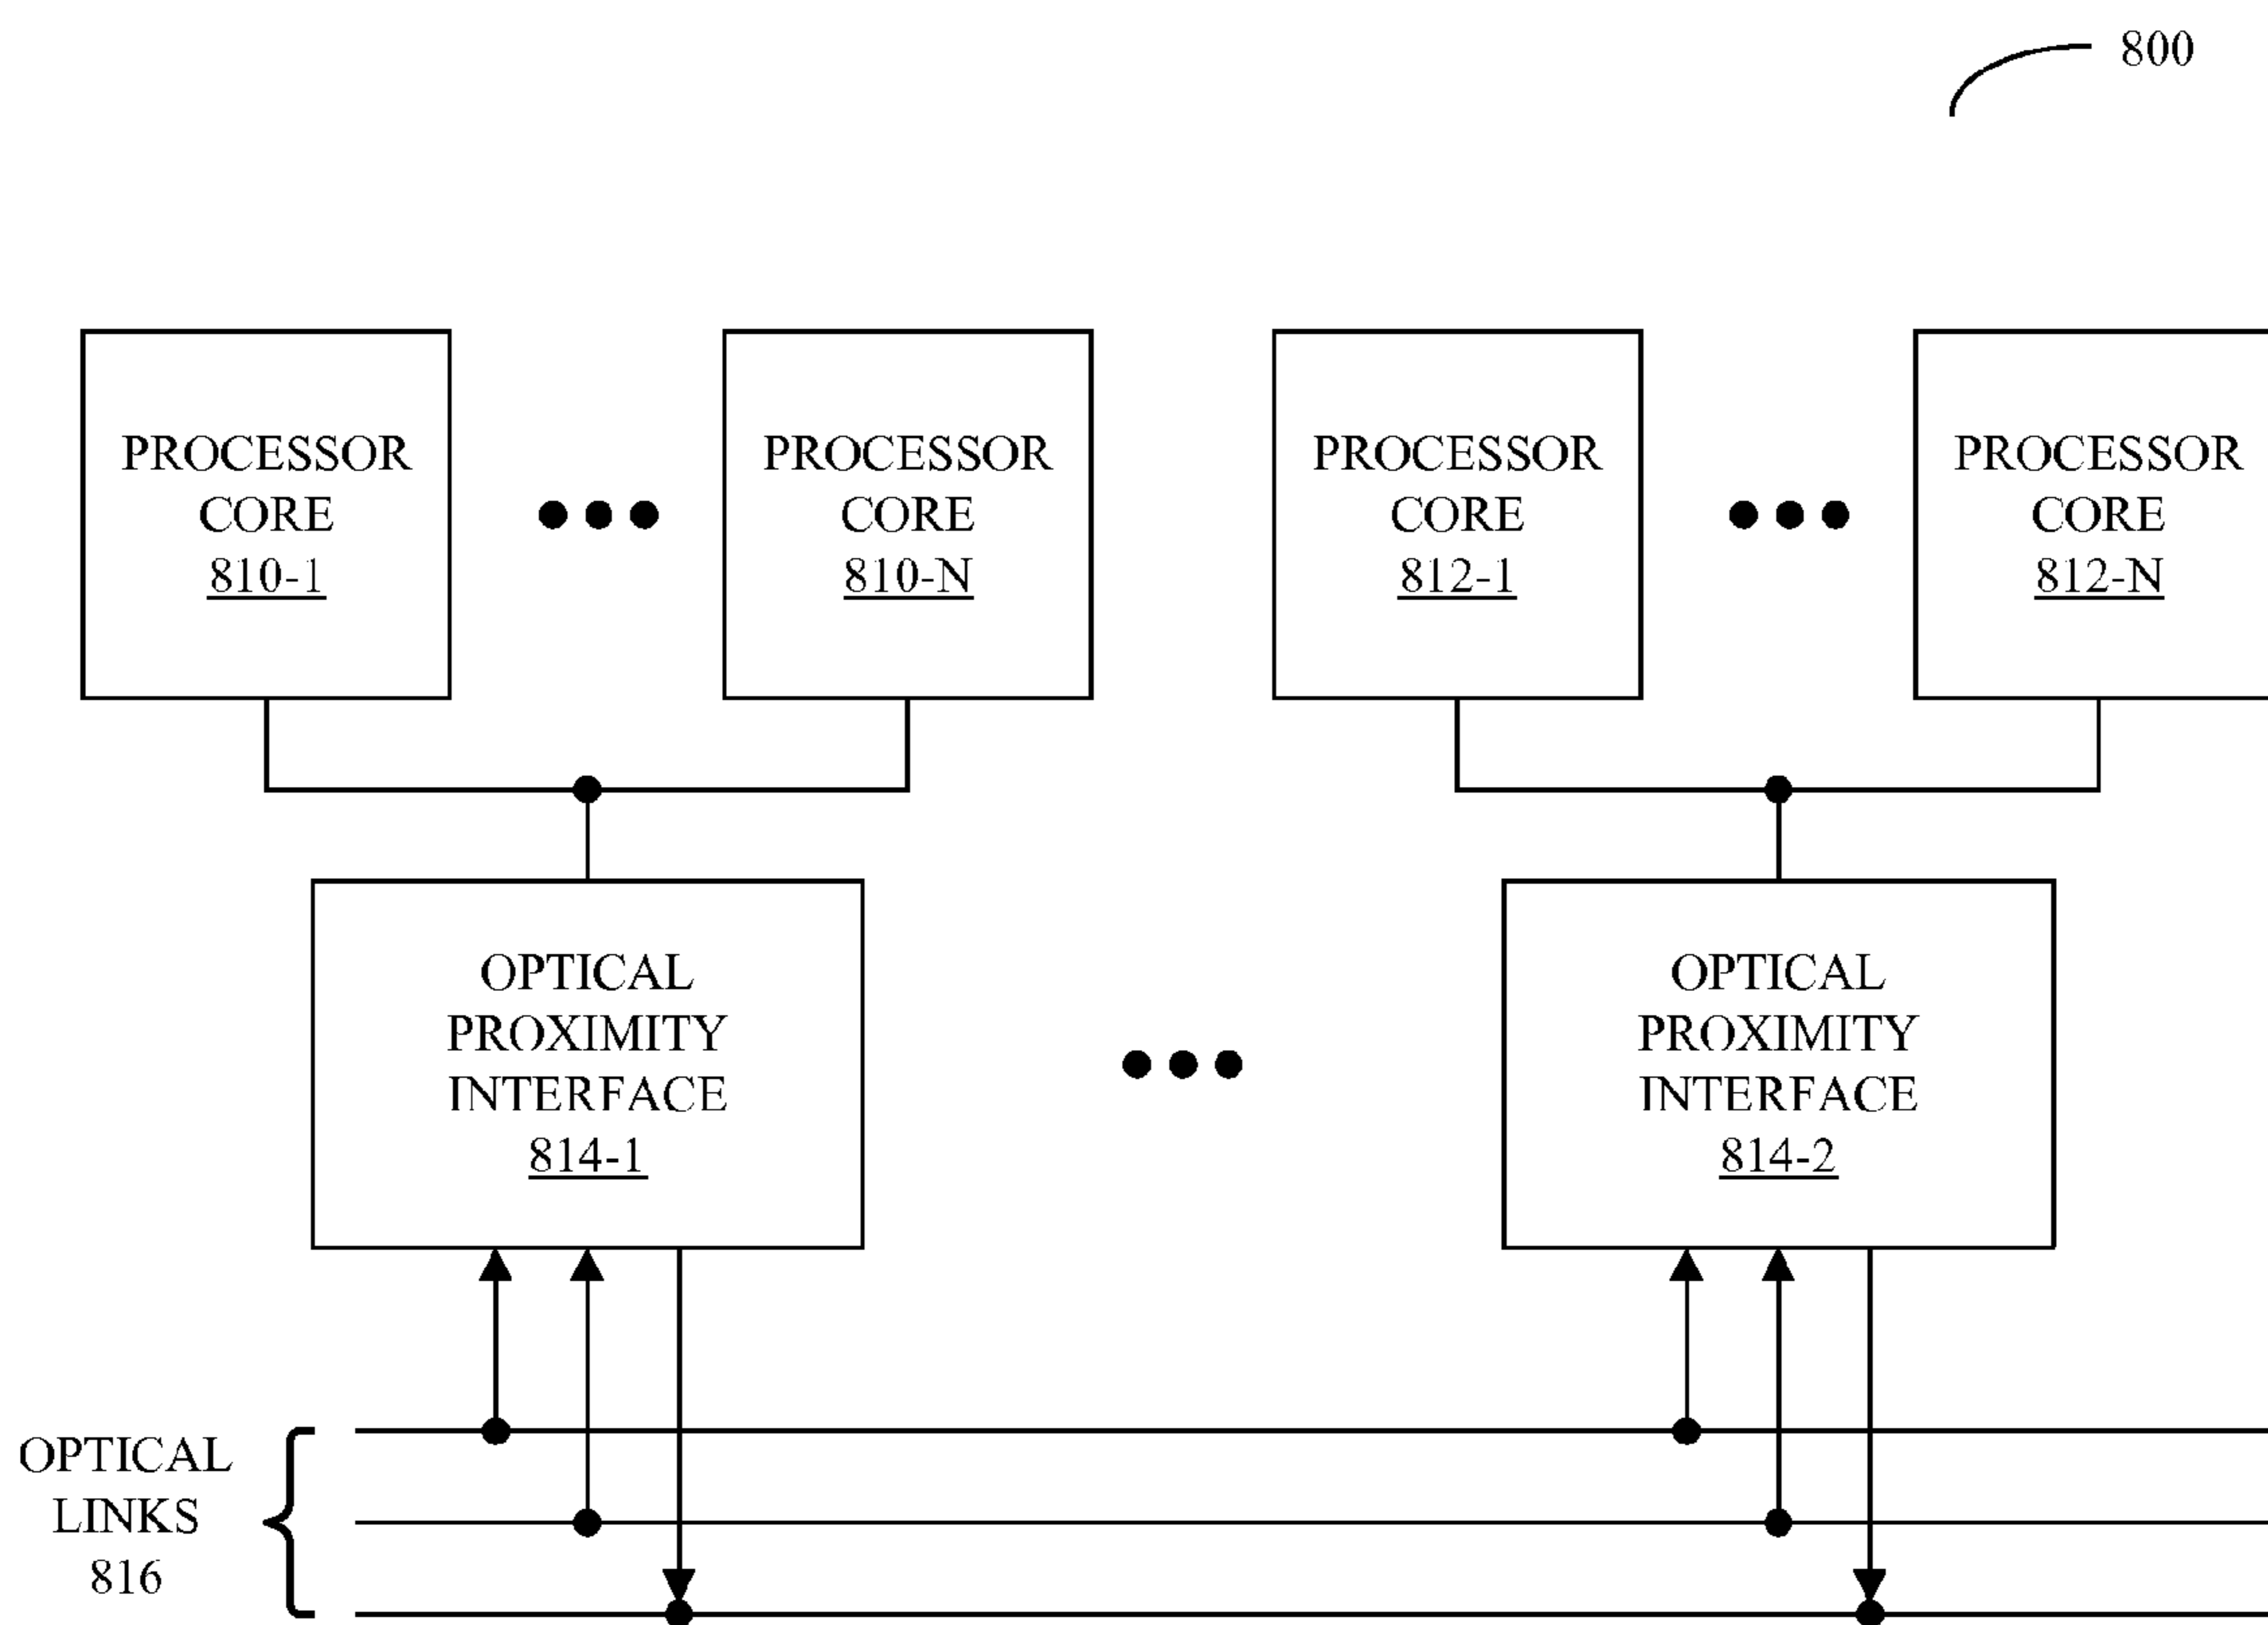 800
PROCESSOR
CORE
810-1
PROCESSOR
CORE
810-N
PROCESSOR
CORE
812-1
PROCESSOR
CORE
812-N
OPTICAL
PROXIMITY
INTERFACE
814-1
OPTICAL
PROXIMITY
INTERFACE
814-2
OPTICAL
LINKS
816